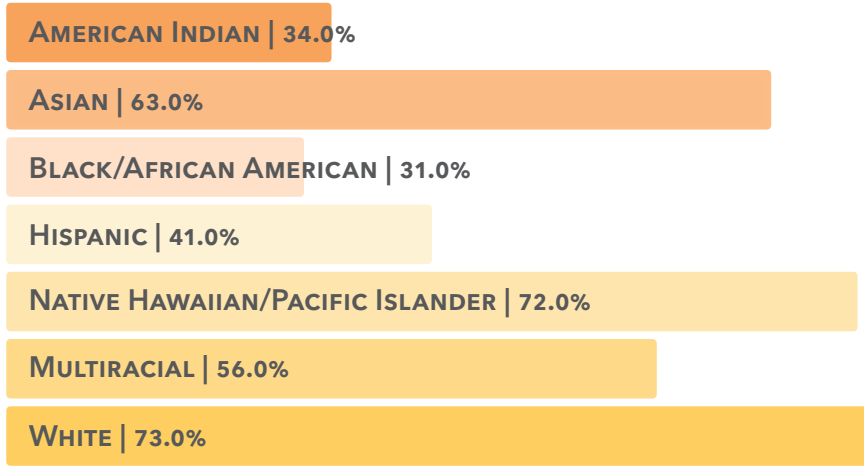 American Indian | 34.0%
Asian | 63.0%
Black/African American | 31.0%
Hispanic | 41.0%
Native Hawaiian/Pacific Islander | 72.0%
Multiracial | 56.0%
White | 73.0%